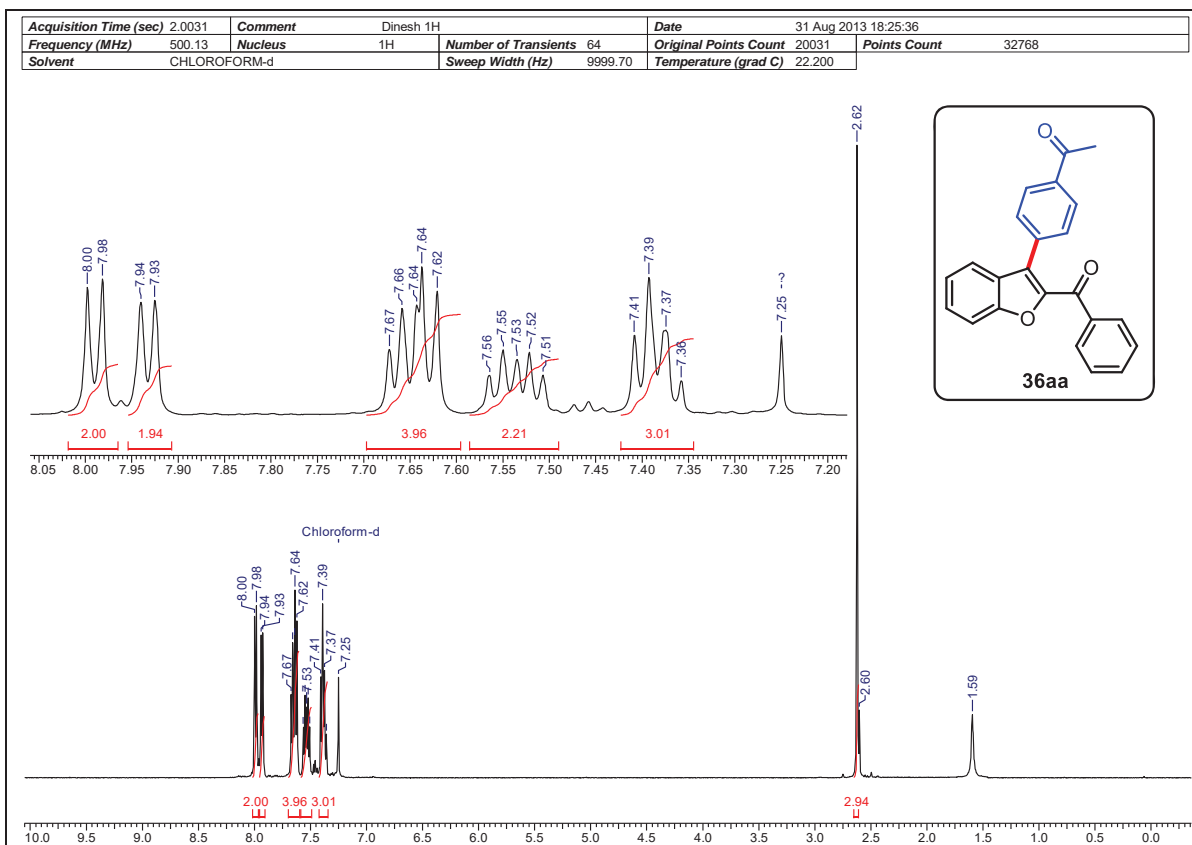 Acquisition Time (sec) 2.0031 Comment Dinesh 1H Date 31 Aug 2013 18:25:36
Frequency (MHz) 500.13 Nucleus 1H Number of Transients 64 Original Points Count 20031 Points Count 32768
Solvent CHLOROFORM-d Sweep Width (Hz) 9999.70 Temperature (grad C) 22.200
2.62
O
O
O
36aa
8.00 7.98 7.94 7.93 7.67 7.66 7.64 7.64 7.62 7.56 7.55 7.53 7.52 7.51 7.41 7.39 7.37 7.36 7.25 -?
2.00 1.94 3.96 2.21 3.01
8.05 8.00 7.95 7.90 7.85 7.80 7.75 7.70 7.65 7.60 7.55 7.50 7.45 7.40 7.35 7.30 7.25 7.20
Chloroform-d
8.00 7.98 7.94 7.93 7.67 7.64 7.62 7.53 7.41 7.39 7.37 7.25 2.60 1.59
2.00 3.96 3.01 2.94
10.0 9.5 9.0 8.5 8.0 7.5 7.0 6.5 6.0 5.5 5.0 4.5 4.0 3.5 3.0 2.5 2.0 1.5 1.0 0.5 0.0